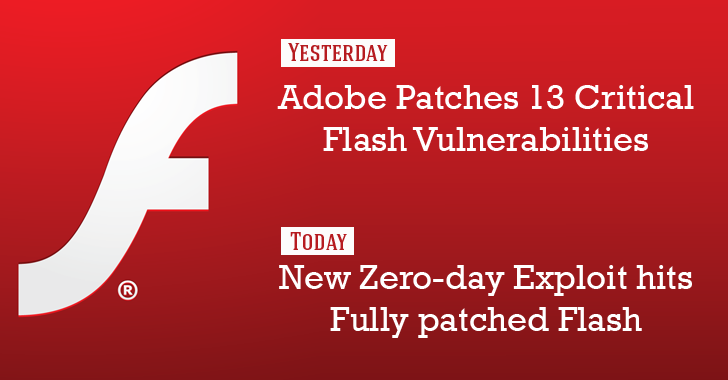 YESTERDAY
Adobe Patches 13 Critical
Flash Vulnerabilities
TODAY
New Zero-day Exploit hits
Fully patched Flash
®